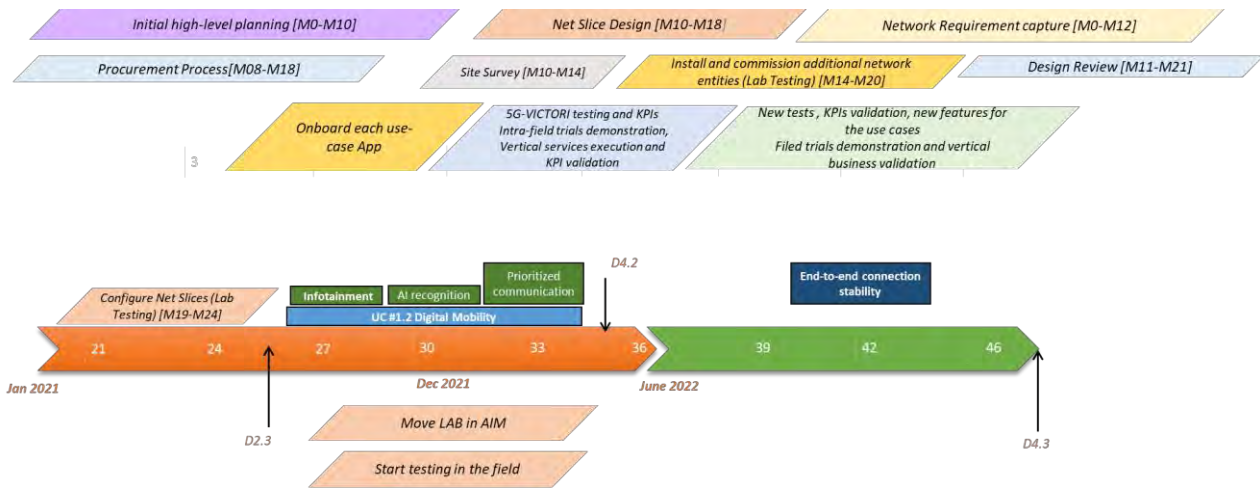 Initial high-level planning [M0-M10]
Net Slice Design [M10-M18]
Network Requirement capture [M0-M12]
Procurement Process[M08-M18]
Site Survey [M10-M14]
Install and commission additional network
entities (Lab Testing) [M14-M20]
Design Review [M11-M21]
Onboard each use-
case App
5G-VICTORI testing and KPIs
Intra-field trials demonstration,
Vertical services execution and
KPI validation
New tests , KPIs validation, new features for
the use cases
Filed trials demonstration and vertical
business validation
3
Configure Net Slices (Lab
Testing) [M19-M24]
Infotainment
AI recognition
Prioritized
communication
UC #1.2 Digital Mobility
D4.2
End-to-end connection
stability
21
24
27
30
33
36
39
42
46
Jan 2021
Dec 2021
June 2022
D2.3
D4.3
Move LAB in AIM
Start testing in the field